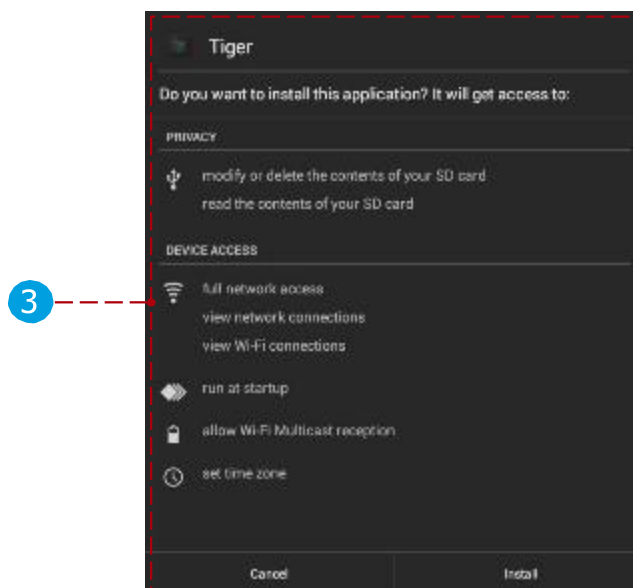 Tiger
Do you want to install this application? It will get access to:
PRIVACY
modify or delete the contents of your SD card
read the contents of your SD card
DEVICE ACCESS
3
full network access
view network connections
view Wi-Fi connections
run at startup
allow Wi-Fi Multicast reception
set time zone
Cancel
Install